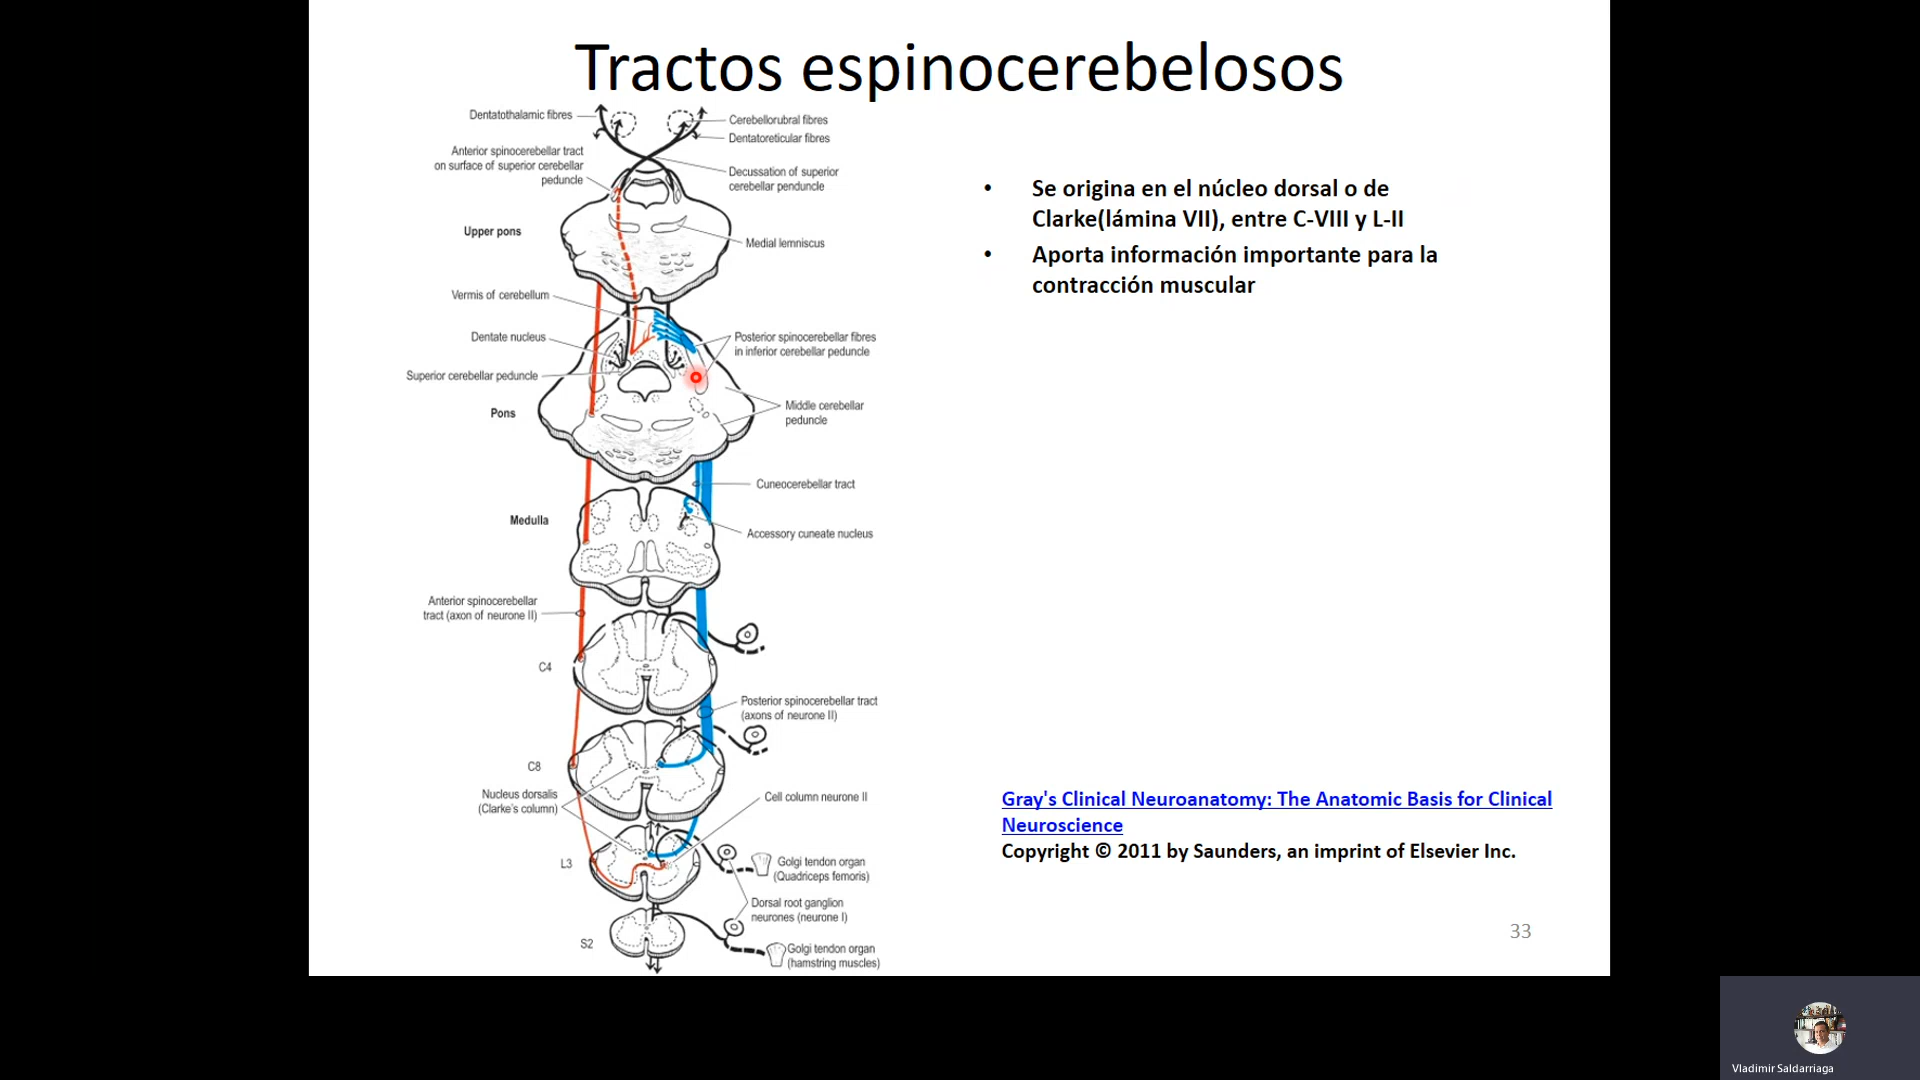 Tractos espinocerebelosos
Dentatothalamic fibres
Cerebellorubral fibres
Dentatoreticular fibres
Anterior spinocerebellar tract
on surface of superior cerebellar
peduncle
Decussation of superior
cerebellar penduncle
Upper pons
Medial lemniscus
Vermis of cerebellum
Dentate nucleus
Posterior spinocerebellar fibres
in inferior cerebellar peduncle
Superior cerebellar peduncle
Pons
Middle cerebellar
peduncle
Cuneocerebellar tract
Medulla
Accessory cuneate nucleus
Anterior spinocerebellar
tract (axon of neurone II)
C4
Posterior spinocerebellar tract
(axons of neurone II)
C8
Nucleus dorsalis
(Clarke's column)
Cell column neurone II
L3
Golgi tendon organ
(Quadriceps femoris)
Dorsal root ganglion
neurones (neurone I)
S2
Golgi tendon organ
(hamstring muscles)
• Se origina en el núcleo dorsal o de
Clarke(lámina VII), entre C-VIII y L-II
• Aporta información importante para la
contracción muscular
Gray's Clinical Neuroanatomy: The Anatomic Basis for Clinical
Neuroscience
Copyright © 2011 by Saunders, an imprint of Elsevier Inc.
33
Vladimir Saldarriaga